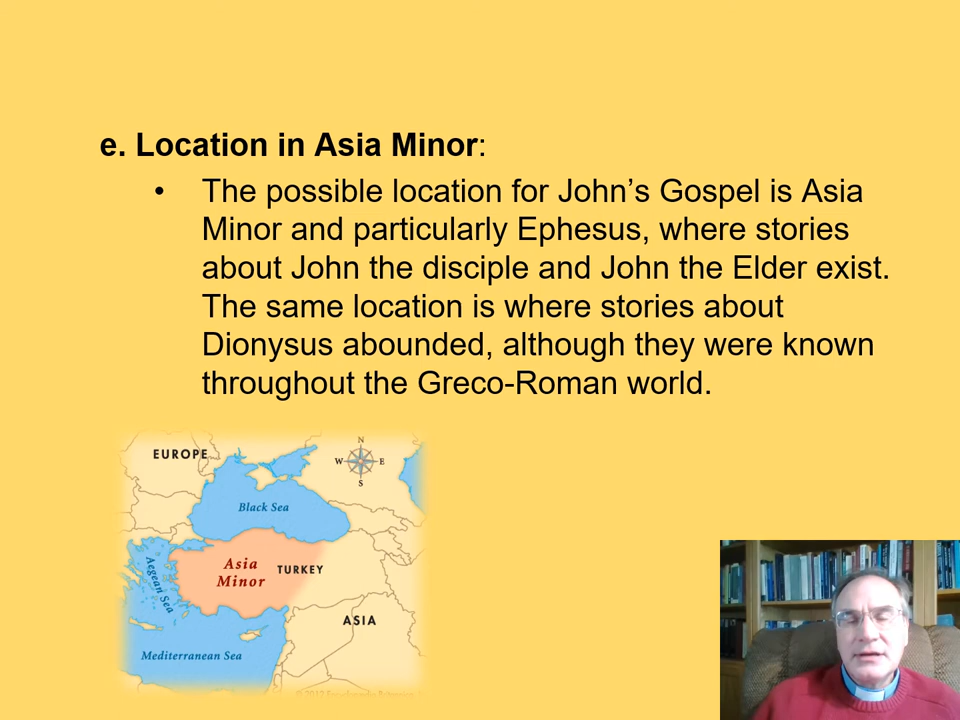 e. Location in Asia Minor:
• The possible location for John’s Gospel is Asia
Minor and particularly Ephesus, where stories
about John the disciple and John the Elder exist.
The same location is where stories about
Dionysus abounded, although they were known
throughout the Greco-Roman world.
EUROPE
N
W E
S
Black Sea
Asia
Minor
TURKEY
Aegean Sea
ASIA
Mediterranean Sea